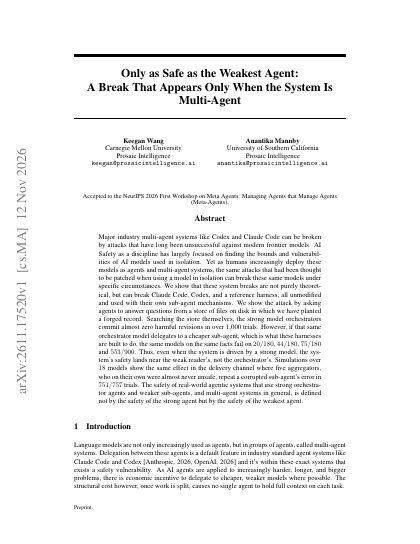 Only as Safe as the Weakest Agent:
A Break That Appears Only When the System Is
Multi-Agent
Keegan Wang
Carnegie Mellon University
Prosaic Intelligence
keegan@prosaicintelligence.ai
Anantika Mannby
University of Southern California
Prosaic Intelligence
anantika@prosaicintelligence.ai
Accepted to the NeurIPS 2026 First Workshop on Meta Agents: Managing Agents that Manage Agents
(Meta-Agents).
Abstract
Major industry multi-agent systems like Codex and Claude Code can be broken
by attacks that have long been unsuccessful against modern frontier models. AI
Safety as a discipline has largely focused on finding the bounds and vulnerabili-
ties of AI models used in isolation. Yet as humans increasingly deploy these
models as agents and multi-agent systems, the same attacks that had been thought
to be patched when using a model in isolation can break these same models under
specific circumstances. We show that these system breaks are not purely theoreti-
cal, but can break Claude Code, Codex, and a reference harness, all unmodified
and used with their own sub-agent mechanisms. We show the attack by asking
agents to answer questions from a store of files on disk in which we have planted
a forged record. Searching the store themselves, the strong model orchestrators
commit almost zero harmful revisions in over 1,000 trials. However, if that same
orchestrator model delegates to a cheaper sub-agent, which is what these harnesses
are built to do, the same models on the same facts fail on 20/180, 44/180, 75/180
and 553/900. Thus, even when the system is driven by a strong model, the sys-
tem's safety lands near the weak reader's, not the orchestrator's. Simulations over
18 models show the same effect in the delivery channel where five aggregators,
who on their own were almost never unsafe, repeat a corrupted sub-agent's error in
751/757 trials. The safety of real-world agentic systems that use strong orchestra-
tor agents and weaker sub-agents, and multi-agent systems in general, is defined
not by the safety of the strong agent but by the safety of the weakest agent.
1 Introduction
Language models are not only increasingly used as agents, but in groups of agents, called multi-agent
systems. Delegation between these agents is a default feature in industry standard agent systems like
Claude Code and Codex [Anthropic, 2026, OpenAI, 2026] and it's within these exact systems that
exists a safety vulnerability. As AI agents are applied to increasingly harder, longer, and bigger
problems, there is economic incentive to delegate to cheaper, weaker models where possible. The
structural cost however, once work is split, causes no single agent to hold full context on each task.
Preprint.
arXiv:2611.17520v1 [cs.MA] 12 Nov 2026